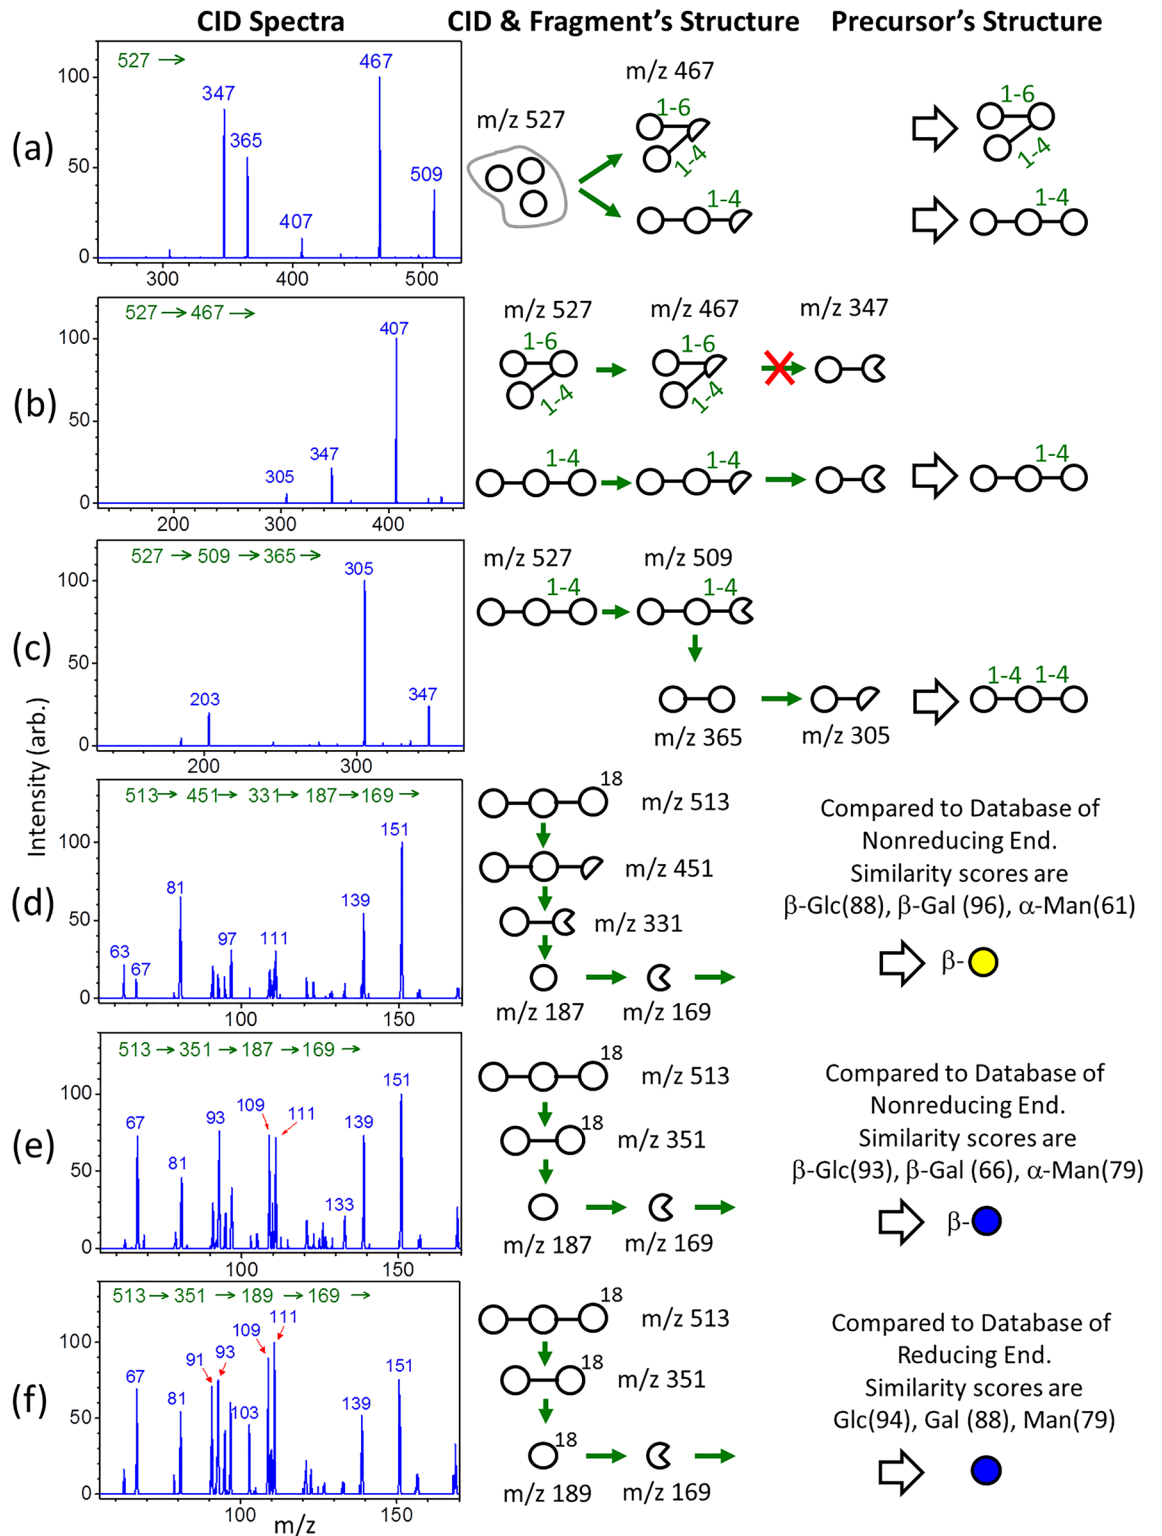 CID Spectra
CID & Fragment's Structure
Precursor's Structure
Intensity (arb.)
(a)
527 →
100
50
0
347
365
407
467
509
300
400
500
m/z 527
m/z 467
1-6
1-4
1-4
1-6
1-4
1-4
(b)
527 → 467 →
100
50
0
305
347
407
200
300
400
m/z 527
m/z 467
m/z 347
1-6
1-4
1-6
1-4
1-4
1-4
1-4
(c)
527 → 509 → 365 →
100
50
0
203
305
347
200
300
m/z 527
m/z 509
1-4
1-4
m/z 365
m/z 305
1-4 1-4
(d)
513 → 451 → 331 → 187 → 169 →
100
50
0
63
67
81
97
111
139
151
100
150
18
m/z 513
m/z 451
m/z 331
m/z 187
m/z 169
Compared to Database of
Nonreducing End.
Similarity scores are
β-Glc(88), β-Gal (96), α-Man(61)
β-
(e)
513 → 351 → 187 → 169 →
100
50
0
67
81
93
109
111
133
139
151
100
150
18
m/z 513
18
m/z 351
m/z 187
m/z 169
Compared to Database of
Nonreducing End.
Similarity scores are
β-Glc(93), β-Gal (66), α-Man(79)
β-
(f)
513 → 351 → 189 → 169 →
100
50
0
67
81
91
93
103
109
111
139
151
100
150
m/z
18
m/z 513
18
m/z 351
18
m/z 189
m/z 169
Compared to Database of
Reducing End.
Similarity scores are
Glc(94), Gal (88), Man(79)